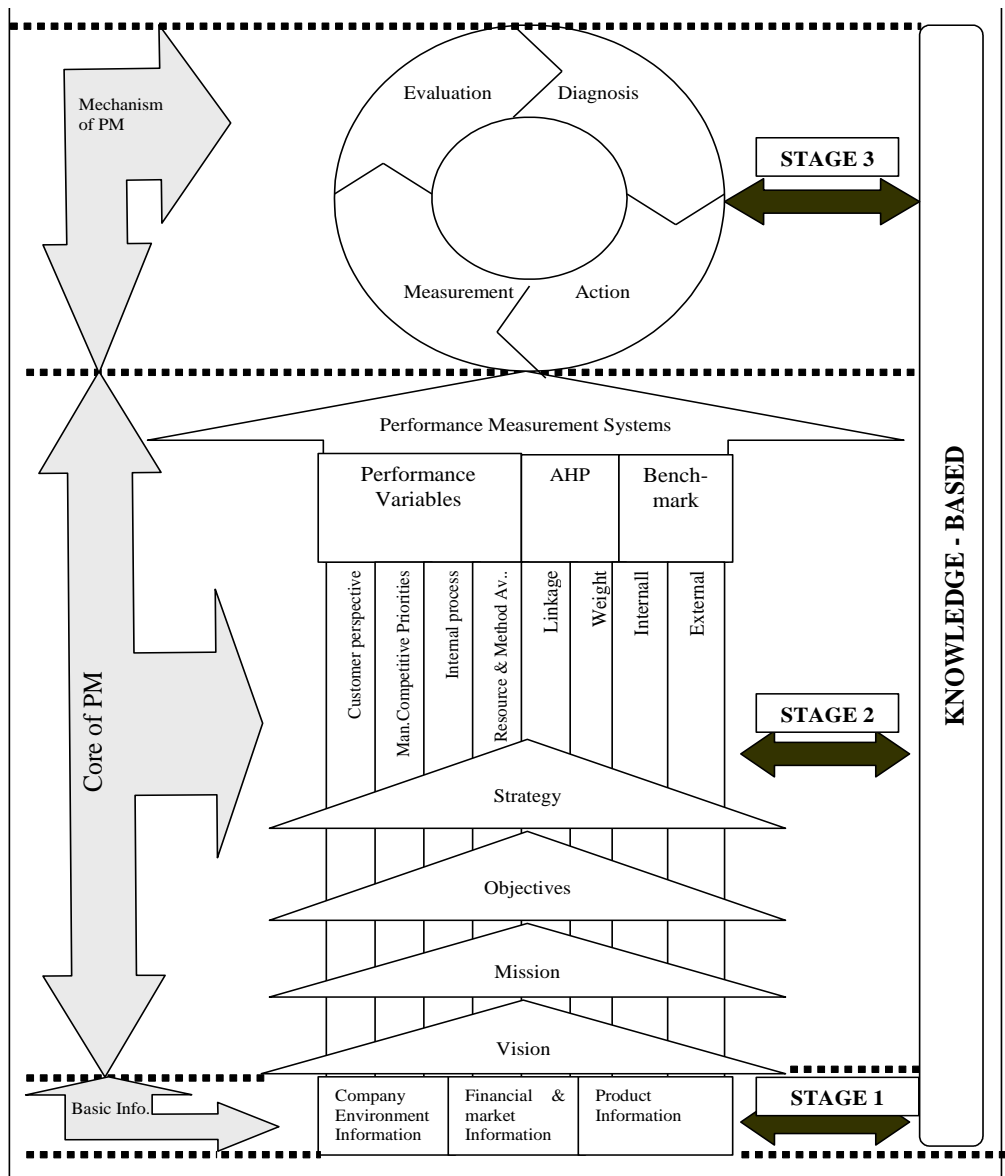 Mechanism
of PM
Evaluation
Diagnosis
Measurement
Action
STAGE 3
KNOWLEDGE - BASED
Performance Measurement Systems
Performance
Variables
AHP
Bench-
mark
Customer perspective
Man.Competitive Priorities
Internal process
Resource & Method Av..
Linkage
Weight
Internall
External
Core of PM
STAGE 2
Strategy
Objectives
Mission
Vision
Basic Info.
Company
Environment
Information
Financial &
market
Information
Product
Information
STAGE 1